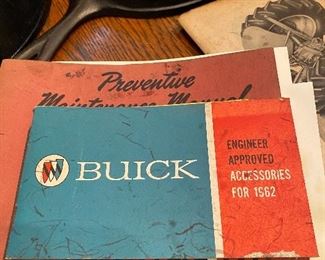 Preventive
Maintenance Manual
BUICK
ENGINEER
APPROVED
ACCESSORIES
FOR 1962